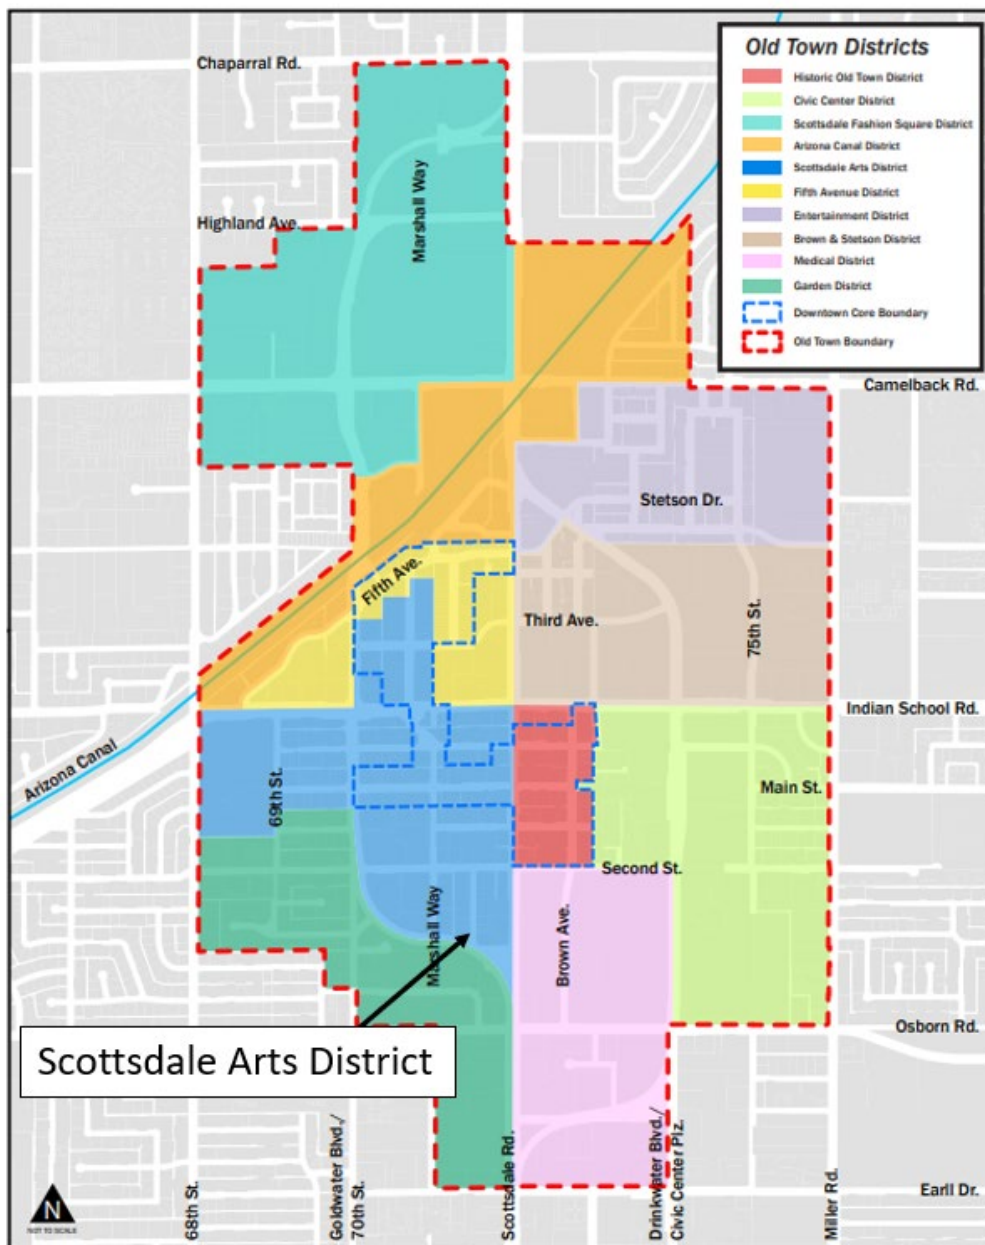 Old Town Districts
Historic Old Town District
Civic Center District
Scottsdale Fashion Square District
Arizona Canal District
Scottsdale Arts District
Fifth Avenue District
Entertainment District
Brown & Stetson District
Medical District
Garden District
Downtown Core Boundary
Old Town Boundary
Chaparral Rd.
Marshall Way
Highland Ave.
Camelback Rd.
Stetson Dr.
Fifth Ave.
Third Ave.
75th St.
Indian School Rd.
Arizona Canal
69th St.
Main St.
Second St.
Marshall Way
Brown Ave.
Osborn Rd.
Scottsdale Arts District
68th St.
Goldwater Blvd./
70th St.
Scottsdale Rd.
Drinkwater Blvd./
Civic Center Plz.
Miller Rd.
Earll Dr.
N
NOT TO SCALE